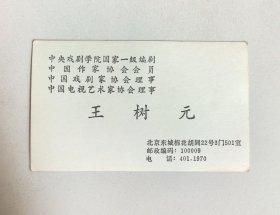 中央戏剧学院国家一级编剧
中国作家协会会员
中国戏剧家协会理事
中国电视艺术家协会理事
王树元
北京东城棉花胡同22号3门501室
邮政编码:100009
电话:401.1970